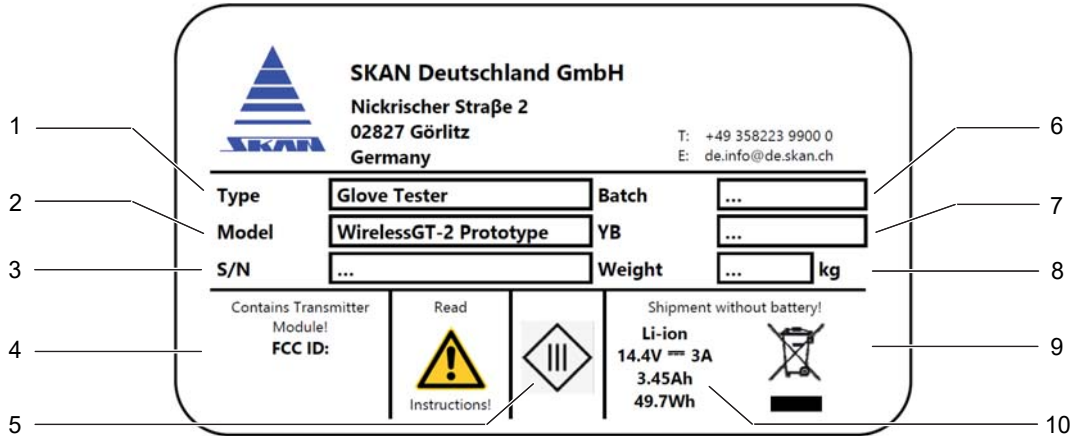 SKAN
SKAN Deutschland GmbH
Nickrischer Straβe 2
02827 Görlitz
Germany
T: +49 358223 9900 0
E: de.info@de.skan.ch
1
2
3
4
5
Type Glove Tester Batch ...
Model WirelessGT-2 Prototype YB ...
S/N ... Weight ... kg
Contains Transmitter
Module!
FCC ID:
Read
Instructions!
III
Shipment without battery!
Li-ion
14.4V ⎓ 3A
3.45Ah
49.7Wh
6
7
8
9
10